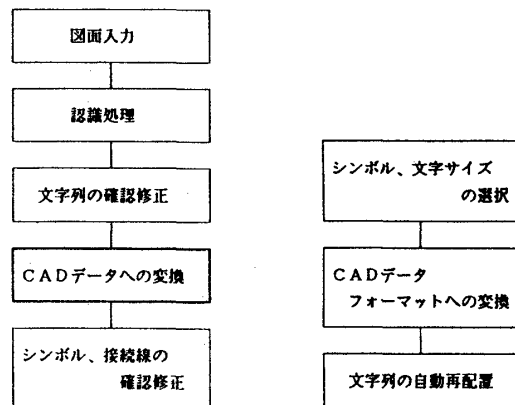 図面入力
認識処理
文字列の確認修正
CADデータへの変換
シンボル、接続線の
確認修正
シンボル、文字サイズ
の選択
CADデータ
フォーマットへの変換
文字列の自動再配置